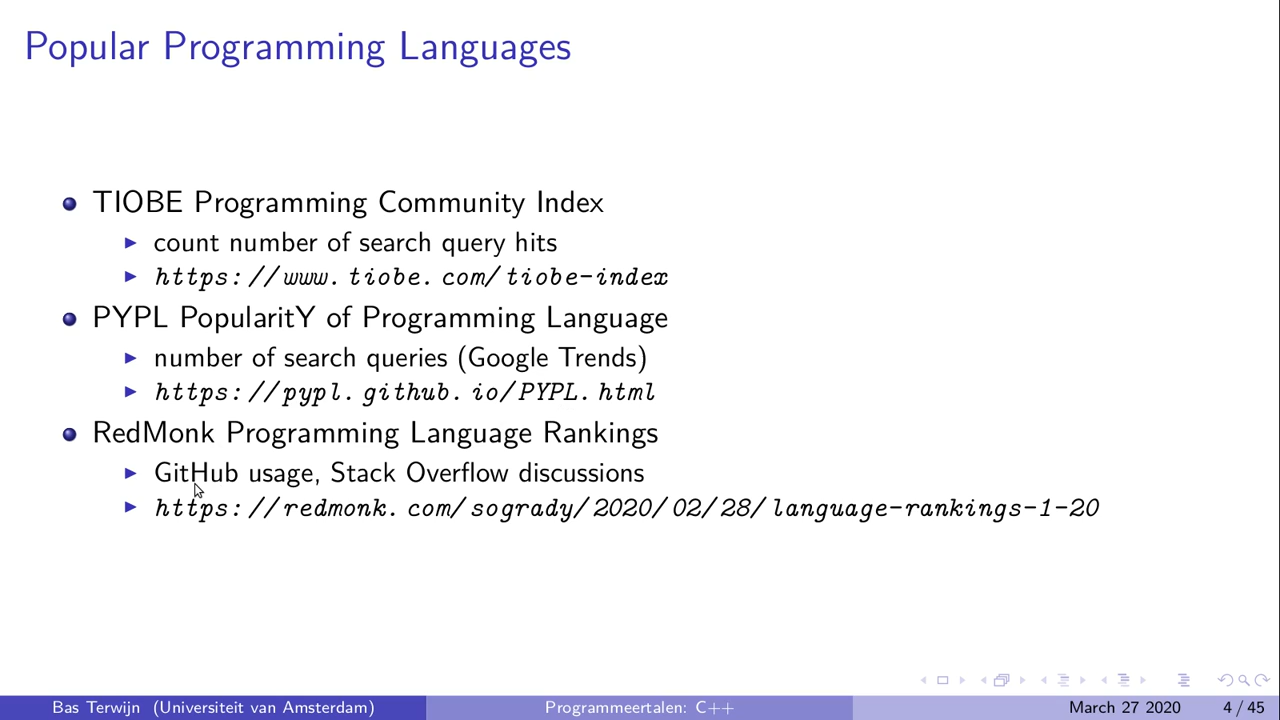 Popular Programming Languages
TIOBE Programming Community Index
count number of search query hits
https://www.tiobe.com/tiobe-index
PYPL PopularitY of Programming Language
number of search queries (Google Trends)
https://pypl.github.io/PYPL.html
RedMonk Programming Language Rankings
GitHub usage, Stack Overflow discussions
https://redmonk.com/sogrady/2020/02/28/language-rankings-1-20
Bas Terwijn (Universiteit van Amsterdam) Programmeertalen: C++ March 27 2020 4 / 45